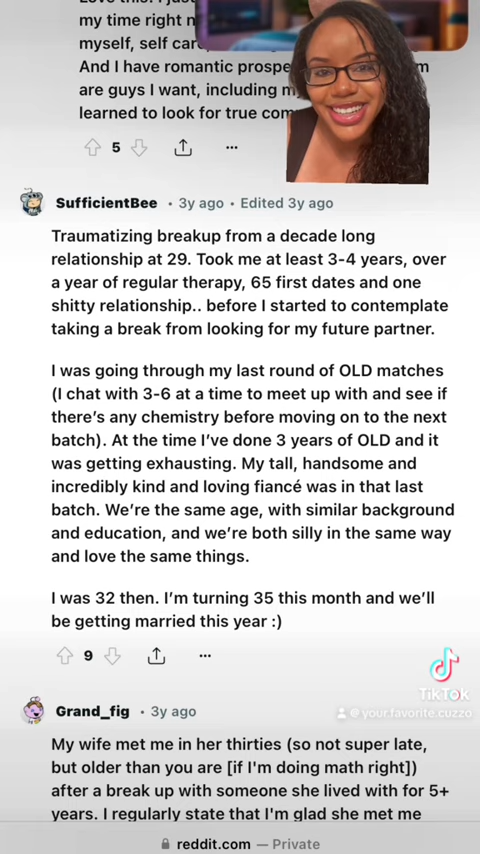 my time right n
myself, self car
And I have romantic prospe m
are guys I want, including m
learned to look for true com
5
SufficientBee • 3y ago • Edited 3y ago
Traumatizing breakup from a decade long
relationship at 29. Took me at least 3-4 years, over
a year of regular therapy, 65 first dates and one
shitty relationship.. before I started to contemplate
taking a break from looking for my future partner.
I was going through my last round of OLD matches
(I chat with 3-6 at a time to meet up with and see if
there’s any chemistry before moving on to the next
batch). At the time I’ve done 3 years of OLD and it
was getting exhausting. My tall, handsome and
incredibly kind and loving fiancé was in that last
batch. We’re the same age, with similar background
and education, and we’re both silly in the same way
and love the same things.
I was 32 then. I’m turning 35 this month and we’ll
be getting married this year :)
9
TikTok
@your.favorite.cuzzo
Grand_fig • 3y ago
My wife met me in her thirties (so not super late,
but older than you are [if I'm doing math right])
after a break up with someone she lived with for 5+
years. I regularly state that I'm glad she met me
reddit.com — Private